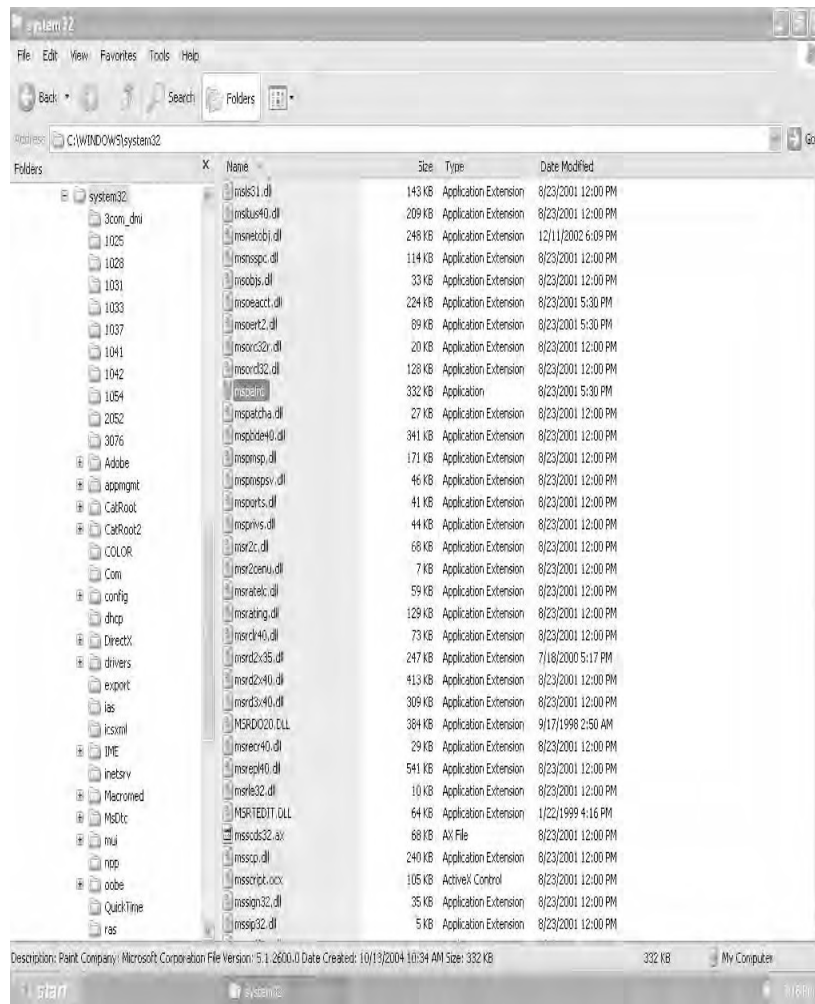 system32
File Edit View Favorites Tools Help
Back Search Folders
Address C:\WINDOWS\system32 Go
Folders X Name Size Type Date Modified
system32
3com_dmi
1025
1028
1031
1033
1037
1041
1042
1054
2052
3076
Adobe
appmgmt
CatRoot
CatRoot2
COLOR
Com
config
dhcp
DirectX
drivers
export
ias
icsxml
IME
inetsrv
Macromed
MsDtc
mui
npp
oobe
QuickTime
ras
msls31.dll 143 KB Application Extension 8/23/2001 12:00 PM
msltus40.dll 209 KB Application Extension 8/23/2001 12:00 PM
msnetobj.dll 248 KB Application Extension 12/11/2002 6:09 PM
msnsspc.dll 114 KB Application Extension 8/23/2001 12:00 PM
msobjs.dll 33 KB Application Extension 8/23/2001 12:00 PM
msoeacct.dll 224 KB Application Extension 8/23/2001 5:30 PM
msoert2.dll 89 KB Application Extension 8/23/2001 5:30 PM
msorc32r.dll 20 KB Application Extension 8/23/2001 12:00 PM
msorcl32.dll 128 KB Application Extension 8/23/2001 12:00 PM
mspaint 332 KB Application 8/23/2001 5:30 PM
mspatcha.dll 27 KB Application Extension 8/23/2001 12:00 PM
mspbde40.dll 341 KB Application Extension 8/23/2001 12:00 PM
mspmsp.dll 171 KB Application Extension 8/23/2001 12:00 PM
mspmspsv.dll 46 KB Application Extension 8/23/2001 12:00 PM
msports.dll 41 KB Application Extension 8/23/2001 12:00 PM
msprivs.dll 44 KB Application Extension 8/23/2001 12:00 PM
msr2c.dll 68 KB Application Extension 8/23/2001 12:00 PM
msr2cenu.dll 7 KB Application Extension 8/23/2001 12:00 PM
msratelc.dll 59 KB Application Extension 8/23/2001 12:00 PM
msrating.dll 129 KB Application Extension 8/23/2001 12:00 PM
msrclr40.dll 73 KB Application Extension 8/23/2001 12:00 PM
msrd2x35.dll 247 KB Application Extension 7/18/2000 5:17 PM
msrd2x40.dll 413 KB Application Extension 8/23/2001 12:00 PM
msrd3x40.dll 309 KB Application Extension 8/23/2001 12:00 PM
MSRDO20.DLL 384 KB Application Extension 9/17/1998 2:50 AM
msrecr40.dll 29 KB Application Extension 8/23/2001 12:00 PM
msrepl40.dll 541 KB Application Extension 8/23/2001 12:00 PM
msrle32.dll 10 KB Application Extension 8/23/2001 12:00 PM
MSRTEDIT.DLL 64 KB Application Extension 1/22/1999 4:16 PM
msscds32.ax 68 KB AX File 8/23/2001 12:00 PM
msscp.dll 240 KB Application Extension 8/23/2001 12:00 PM
msscript.ocx 105 KB ActiveX Control 8/23/2001 12:00 PM
mssign32.dll 35 KB Application Extension 8/23/2001 12:00 PM
mssip32.dll 5 KB Application Extension 8/23/2001 12:00 PM
Description: Paint Company: Microsoft Corporation File Version: 5.1.2600.0 Date Created: 10/13/2004 10:34 AM Size: 332 KB 332 KB My Computer
start system32